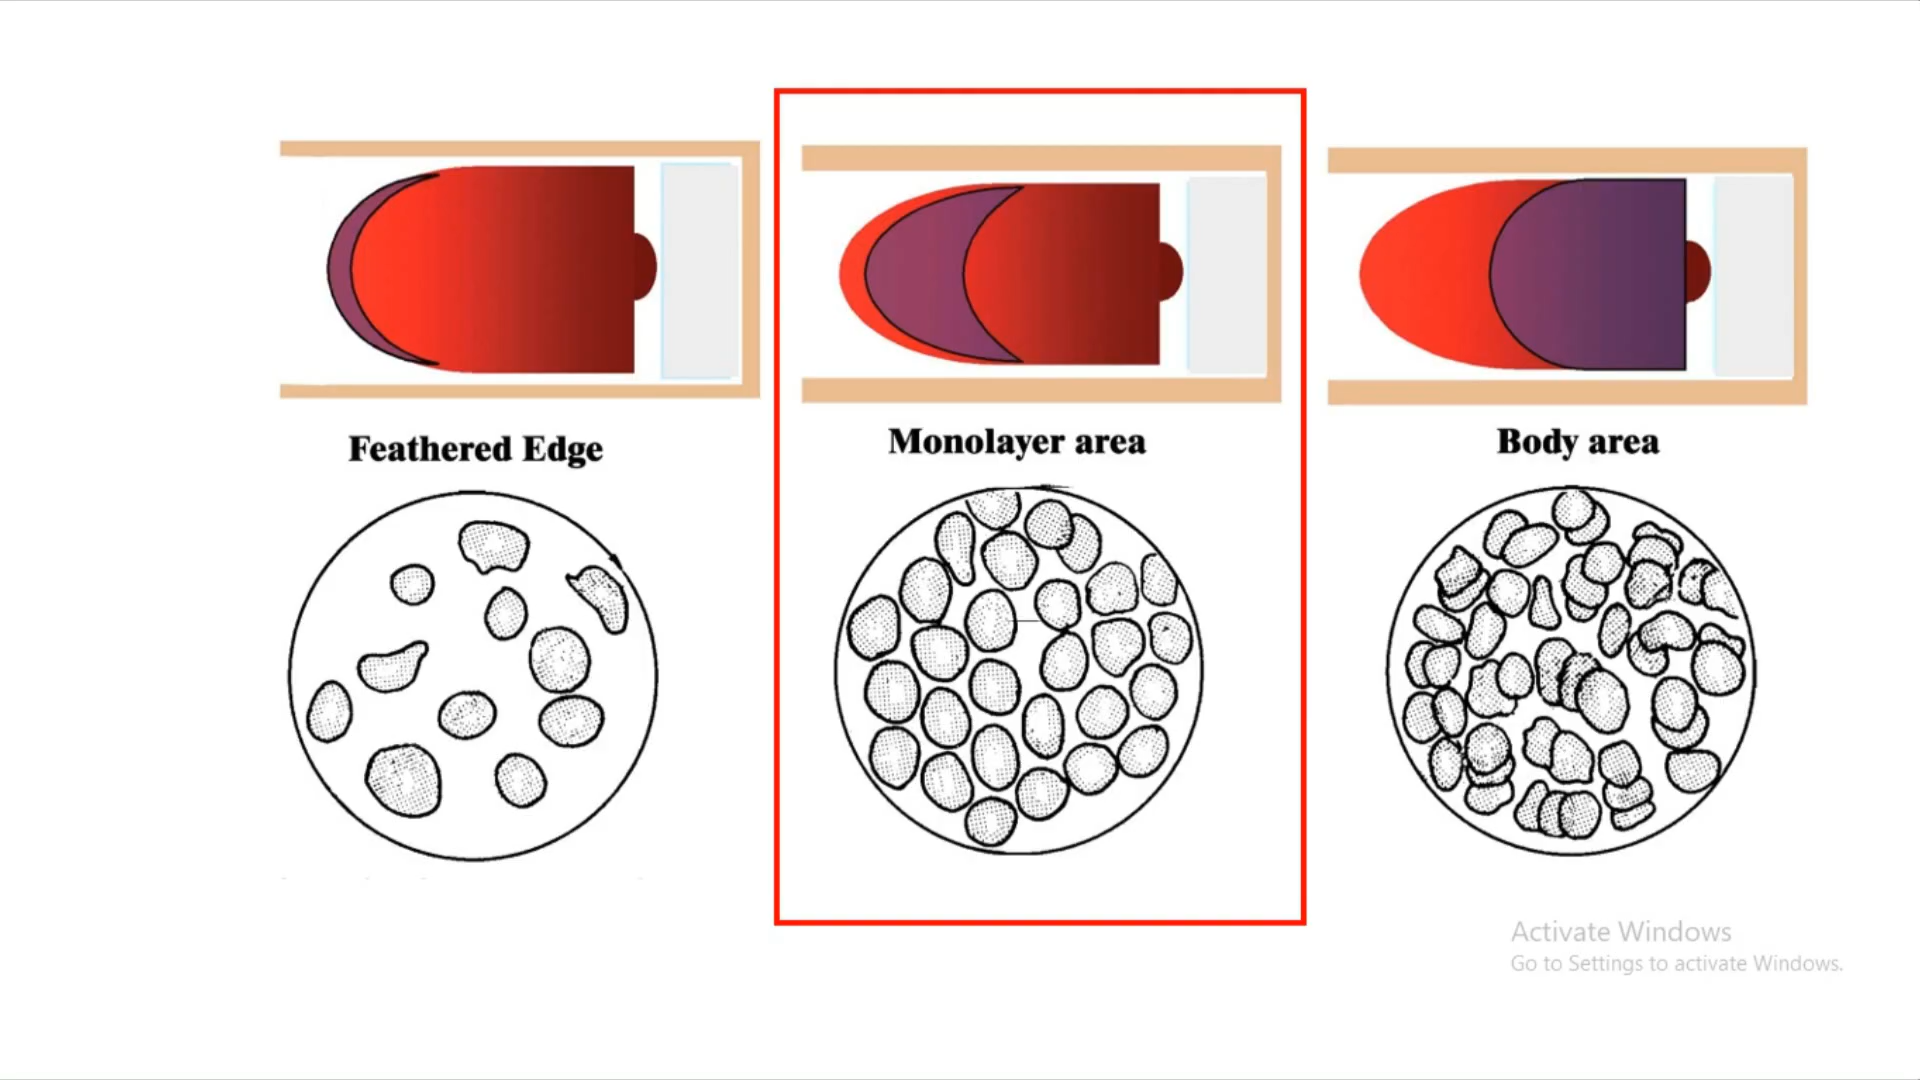 Feathered Edge
Monolayer area
Body area
Activate Windows
Go to Settings to activate Windows.